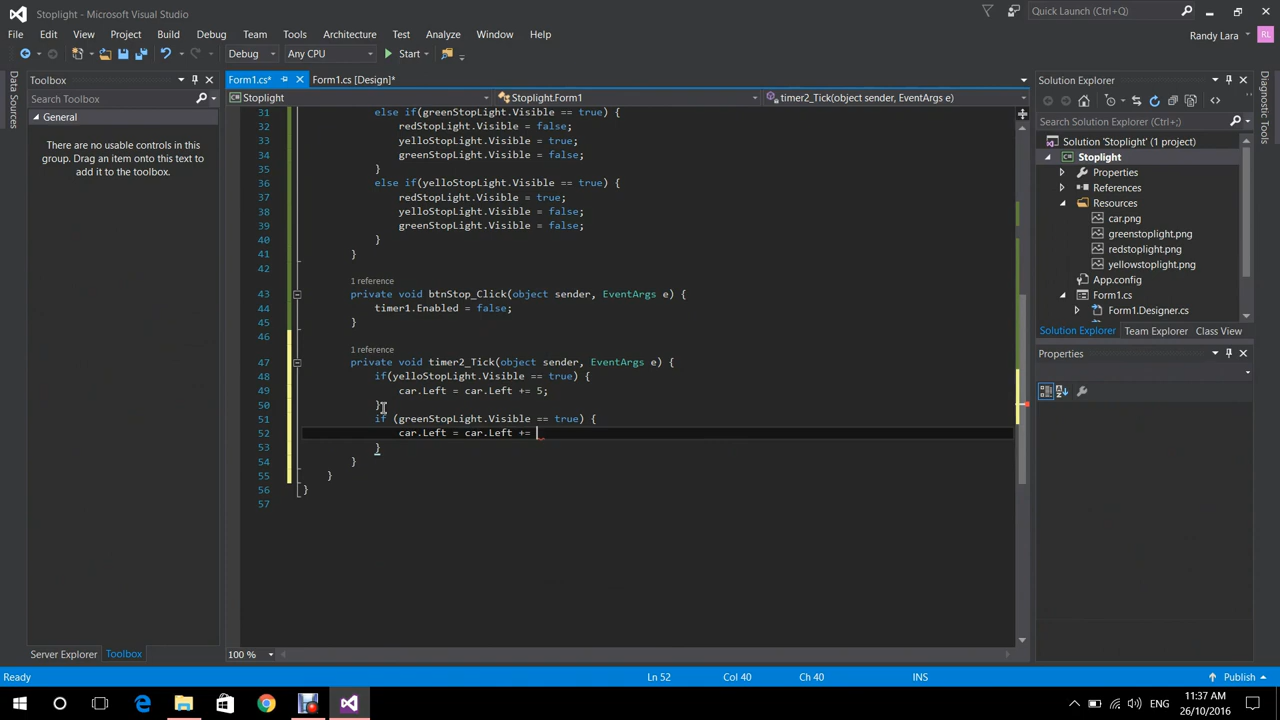 Stoplight - Microsoft Visual Studio
Quick Launch (Ctrl+Q)
File Edit View Project Build Debug Team Tools Architecture Test Analyze Window Help
Randy Lara RL
Debug Any CPU Start
Data Sources
Toolbox
Search Toolbox
General
There are no usable controls in this
group. Drag an item onto this text to
add it to the toolbox.
Server Explorer Toolbox
Form1.cs* Form1.cs [Design]*
Stoplight Stoplight.Form1 timer2_Tick(object sender, EventArgs e)
31 else if(greenStopLight.Visible == true) {
32 redStopLight.Visible = false;
33 yelloStopLight.Visible = true;
34 greenStopLight.Visible = false;
35 }
36 else if(yelloStopLight.Visible == true) {
37 redStopLight.Visible = true;
38 yelloStopLight.Visible = false;
39 greenStopLight.Visible = false;
40 }
41 }
42
1 reference
43 private void btnStop_Click(object sender, EventArgs e) {
44 timer1.Enabled = false;
45 }
46
1 reference
47 private void timer2_Tick(object sender, EventArgs e) {
48 if(yelloStopLight.Visible == true) {
49 car.Left = car.Left += 5;
50 }
51 if (greenStopLight.Visible == true) {
52 car.Left = car.Left +=
53 }
54 }
55 }
56 }
57
100 %
Solution Explorer
Search Solution Explorer (Ctrl+;)
Solution 'Stoplight' (1 project)
Stoplight
Properties
References
Resources
car.png
greenstoplight.png
redstoplight.png
yellowstoplight.png
App.config
Form1.cs
Form1.Designer.cs
Solution Explorer Team Explorer Class View
Properties
Diagnostic Tools
Ready Ln 52 Col 40 Ch 40 INS Publish
ENG
11:37 AM
26/10/2016